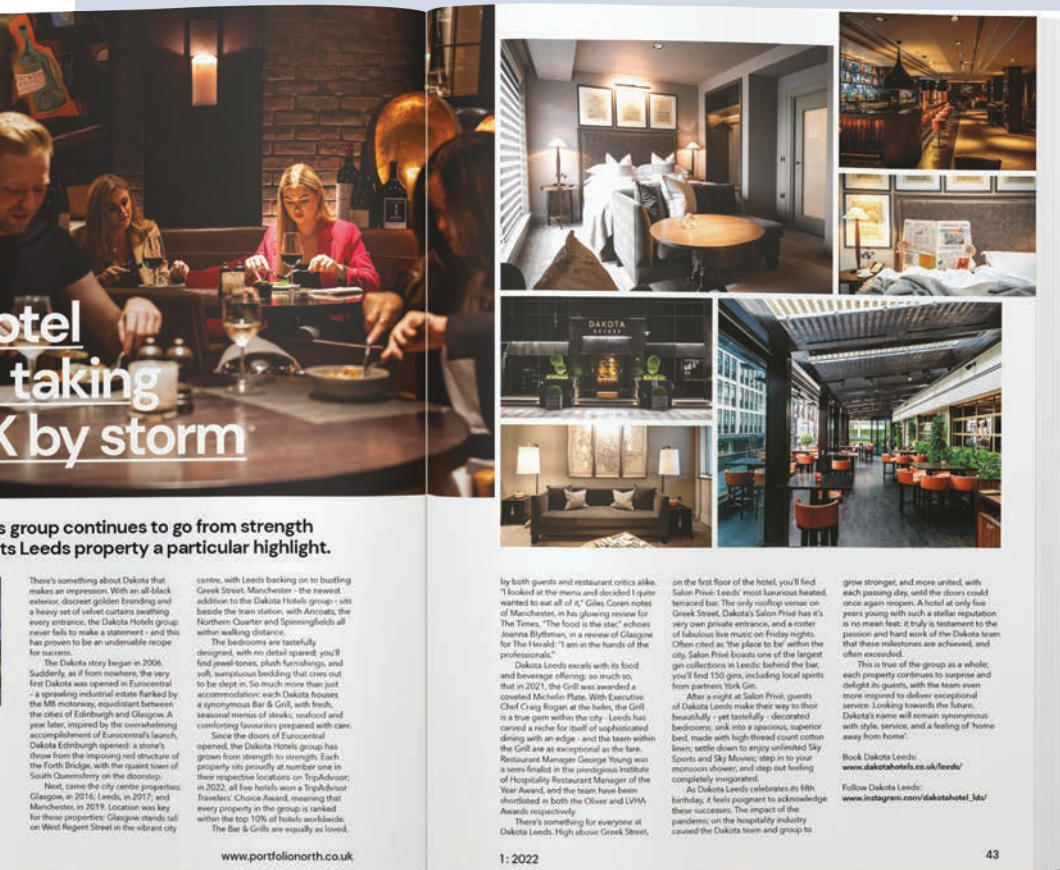 otel
taking
K by storm
s group continues to go from strength
ts Leeds property a particular highlight.
There's something about Dakota that
makes an impression. With an all-black
exterior, discreet golden branding and
a heavy set of velvet curtains swathing
every entrance, the Dakota Hotels group
never fails to make a statement - and this
has proven to be an undeniable recipe
for success.
The Dakota story began in 2006.
Suddenly, as if from nowhere, the very
first Dakota was opened in Eurocentral
- a sprawling industrial estate flanked by
the M8 motorway, equidistant between
the cities of Edinburgh and Glasgow. A
year later, inspired by the overwhelming
accomplishment of Eurocentral's launch,
Dakota Edinburgh opened: a stone's
throw from the imposing red structure of
the Forth Bridge, with the quaint town of
South Queensferry on the doorstep.
Next, came the city centre properties:
Glasgow, in 2016; Leeds, in 2017; and
Manchester, in 2019. Location was key
for these properties; Glasgow stands tall
on West Regent Street in the vibrant city
centre, with Leeds backing on to bustling
Greek Street. Manchester - the newest
addition to the Dakota Hotels group - sits
beside the train station, with Ancoats, the
Northern Quarter and Spinningfields all
within walking distance.
The bedrooms are tastefully
designed, with no detail spared; you'll
find jewel-tones, plush furnishings, and
soft, sumptuous bedding that cries out
to be slept in. So much more than just
accommodation: each Dakota houses
a synonymous Bar & Grill, with fresh,
seasonal menus of steaks, seafood and
comforting favourites prepared with care.
Since the doors of Eurocentral
opened, the Dakota Hotels group has
grown from strength to strength. Each
property sits proudly at number one in
their respective locations on TripAdvisor;
in 2022, all five hotels won a TripAdvisor
Travelers' Choice Award, meaning that
every property in the group is ranked
within the top 10% of hotels worldwide.
The Bar & Grills are equally as loved,
www.portfolionorth.co.uk
DAKOTA
DELUXE
by both guests and restaurant critics alike.
"I looked at the menu and decided I quite
wanted to eat all of it," Giles Coren notes
of Manchester, in his glowing review for
The Times. "The food is the star," echoes
Joanna Blythman, in a review of Glasgow
for The Herald: "I am in the hands of the
professionals."
Dakota Leeds excels with its food
and beverage offering: so much so,
that in 2021, the Grill was awarded a
coveted Michelin Plate. With Executive
Chef Craig Rogan at the helm, the Grill
is a true gem within the city - Leeds has
carved a niche for itself of sophisticated
dining with an edge - and the team within
the Grill are as exceptional as the fare.
Restaurant Manager George Young was
a semi-finalist in the prestigious Institute
of Hospitality Restaurant Manager of the
Year Award, and the team have been
shortlisted in both the Oliver and LVHA
Awards respectively.
There's something for everyone at
Dakota Leeds. High above Greek Street,
on the first floor of the hotel, you'll find
Salon Privé: Leeds' most luxurious heated,
terraced bar. The only rooftop venue on
Greek Street, Dakota's Salon Privé has it's
very own private entrance, and a roster
of fabulous live music on Friday nights.
Often cited as 'the place to be' within the
city, Salon Privé boasts one of the largest
gin collections in Leeds: behind the bar,
you'll find 150 gins, including local spirits
from partners York Gin.
After a night at Salon Privé, guests
of Dakota Leeds make their way to their
beautifully - yet tastefully - decorated
bedrooms; sink into a spacious, superior
bed, made with high-thread count cotton
linen; settle down to enjoy unlimited Sky
Sports and Sky Movies; step in to your
monsoon shower, and step out feeling
completely invigorated.
As Dakota Leeds celebrates its fifth
birthday, it feels poignant to acknowledge
these successes. The impact of the
pandemic on the hospitality industry
caused the Dakota team and group to
grow stronger, and more united, with
each passing day, until the doors could
once again reopen. A hotel at only five
years young with such a stellar reputation
is no mean feat: it truly is testament to the
passion and hard work of the Dakota team
that these milestones are achieved, and
often exceeded.
This is true of the group as a whole;
each property continues to surprise and
delight its guests, with the team even
more inspired to deliver exceptional
service. Looking towards the future,
Dakota's name will remain synonymous
with style, service, and a feeling of 'home
away from home'.
Book Dakota Leeds:
www.dakotahotels.co.uk/leeds/
Follow Dakota Leeds:
www.instagram.com/dakotahotel_lds/
1: 2022
43